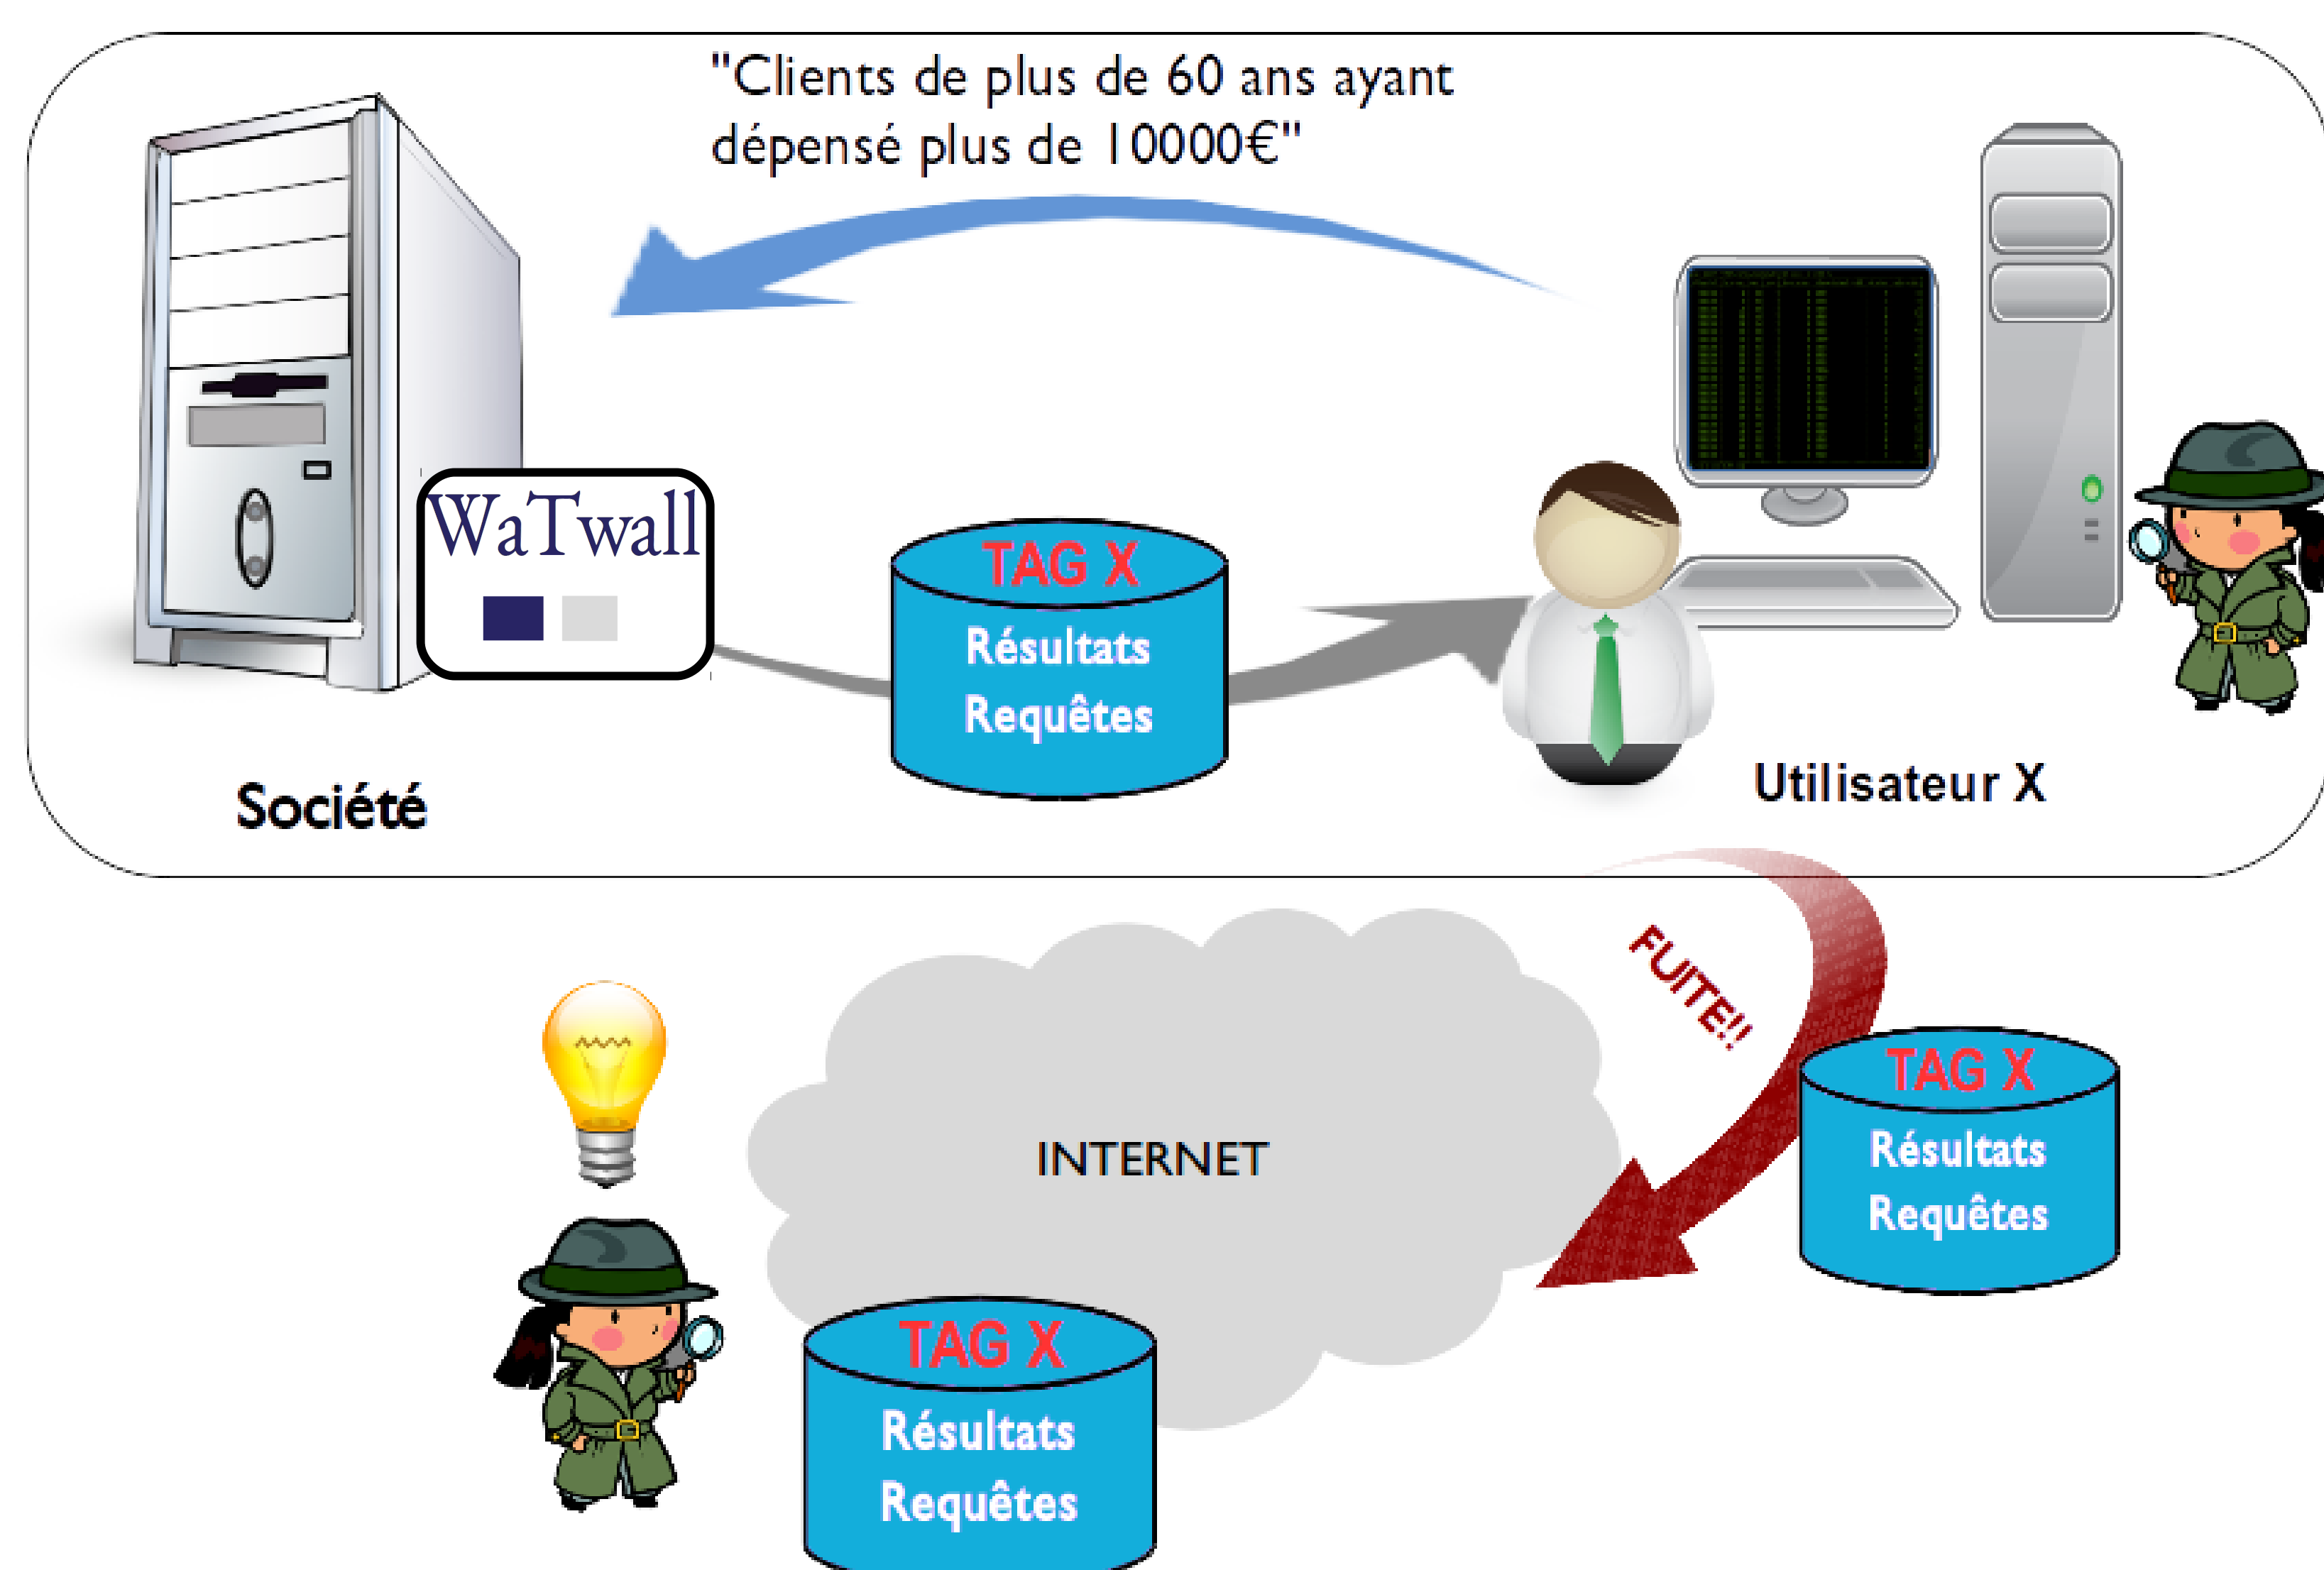 "Clients de plus de 60 ans ayant
dépensé plus de 10000€"
WaTwall
TAG X
Résultats
Requêtes
Société
Utilisateur X
FUITE!!
TAG X
Résultats
Requêtes
INTERNET
TAG X
Résultats
Requêtes